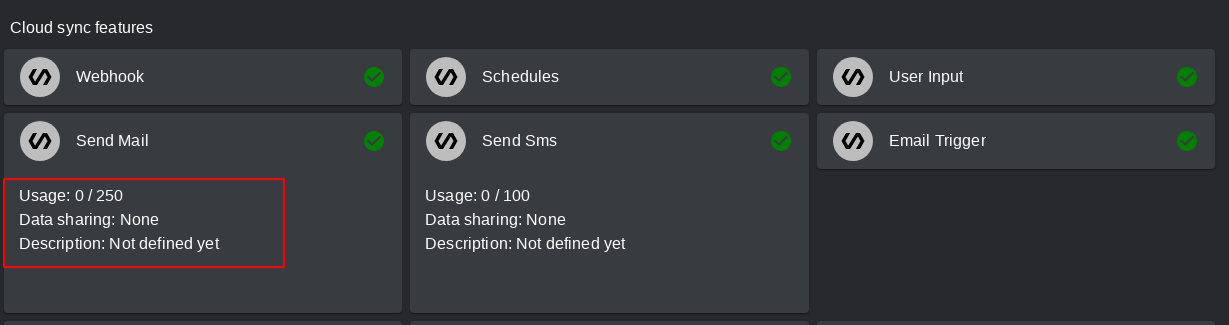 Cloud sync features
Webhook
Schedules
User Input
Send Mail
Send Sms
Email Trigger
Usage: 0 / 250
Data sharing: None
Description: Not defined yet
Usage: 0 / 100
Data sharing: None
Description: Not defined yet